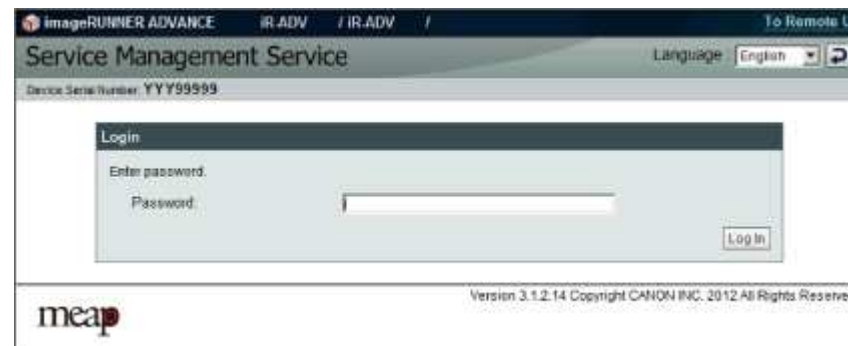 imageRUNNER ADVANCE iR-ADV / iR-ADV / To Remote U
Service Management Service Language English
Device Serial Number: YYY99999
Login
Enter password.
Password:
Log In
Version 3.1.2.14 Copyright CANON INC. 2012 All Rights Reserve
meap